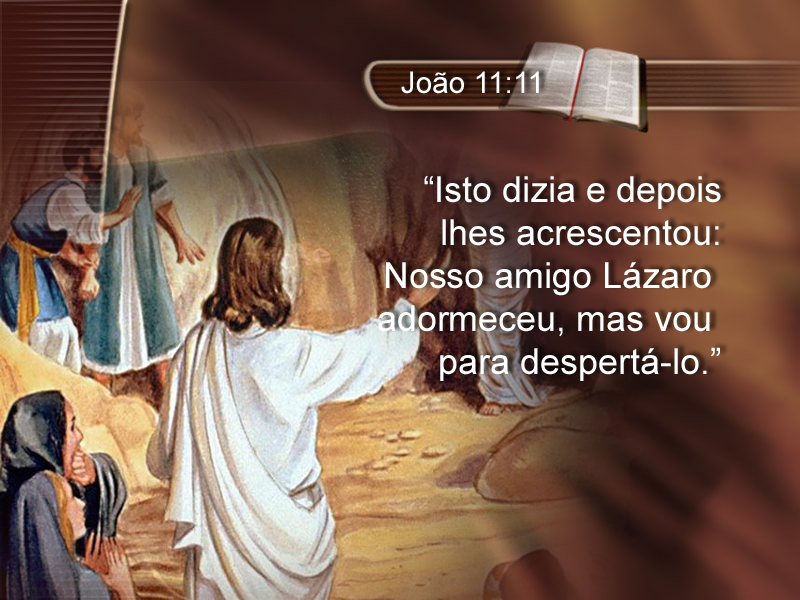 João 11:11
“Isto dizia e depois
lhes acrescentou:
Nosso amigo Lázaro
adormeceu, mas vou
para despertá-lo.”